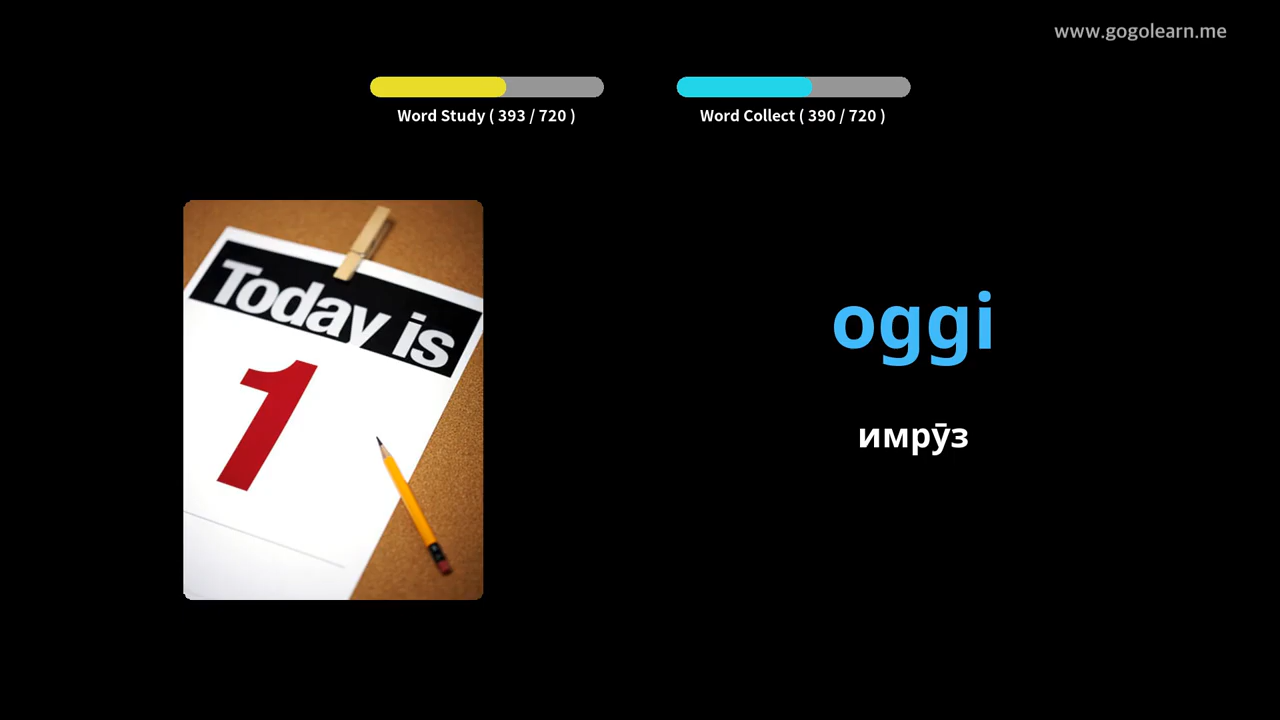 www.gogolearn.me
Word Study ( 393 / 720 )
Word Collect ( 390 / 720 )
Today is
1
oggi
имрӯз